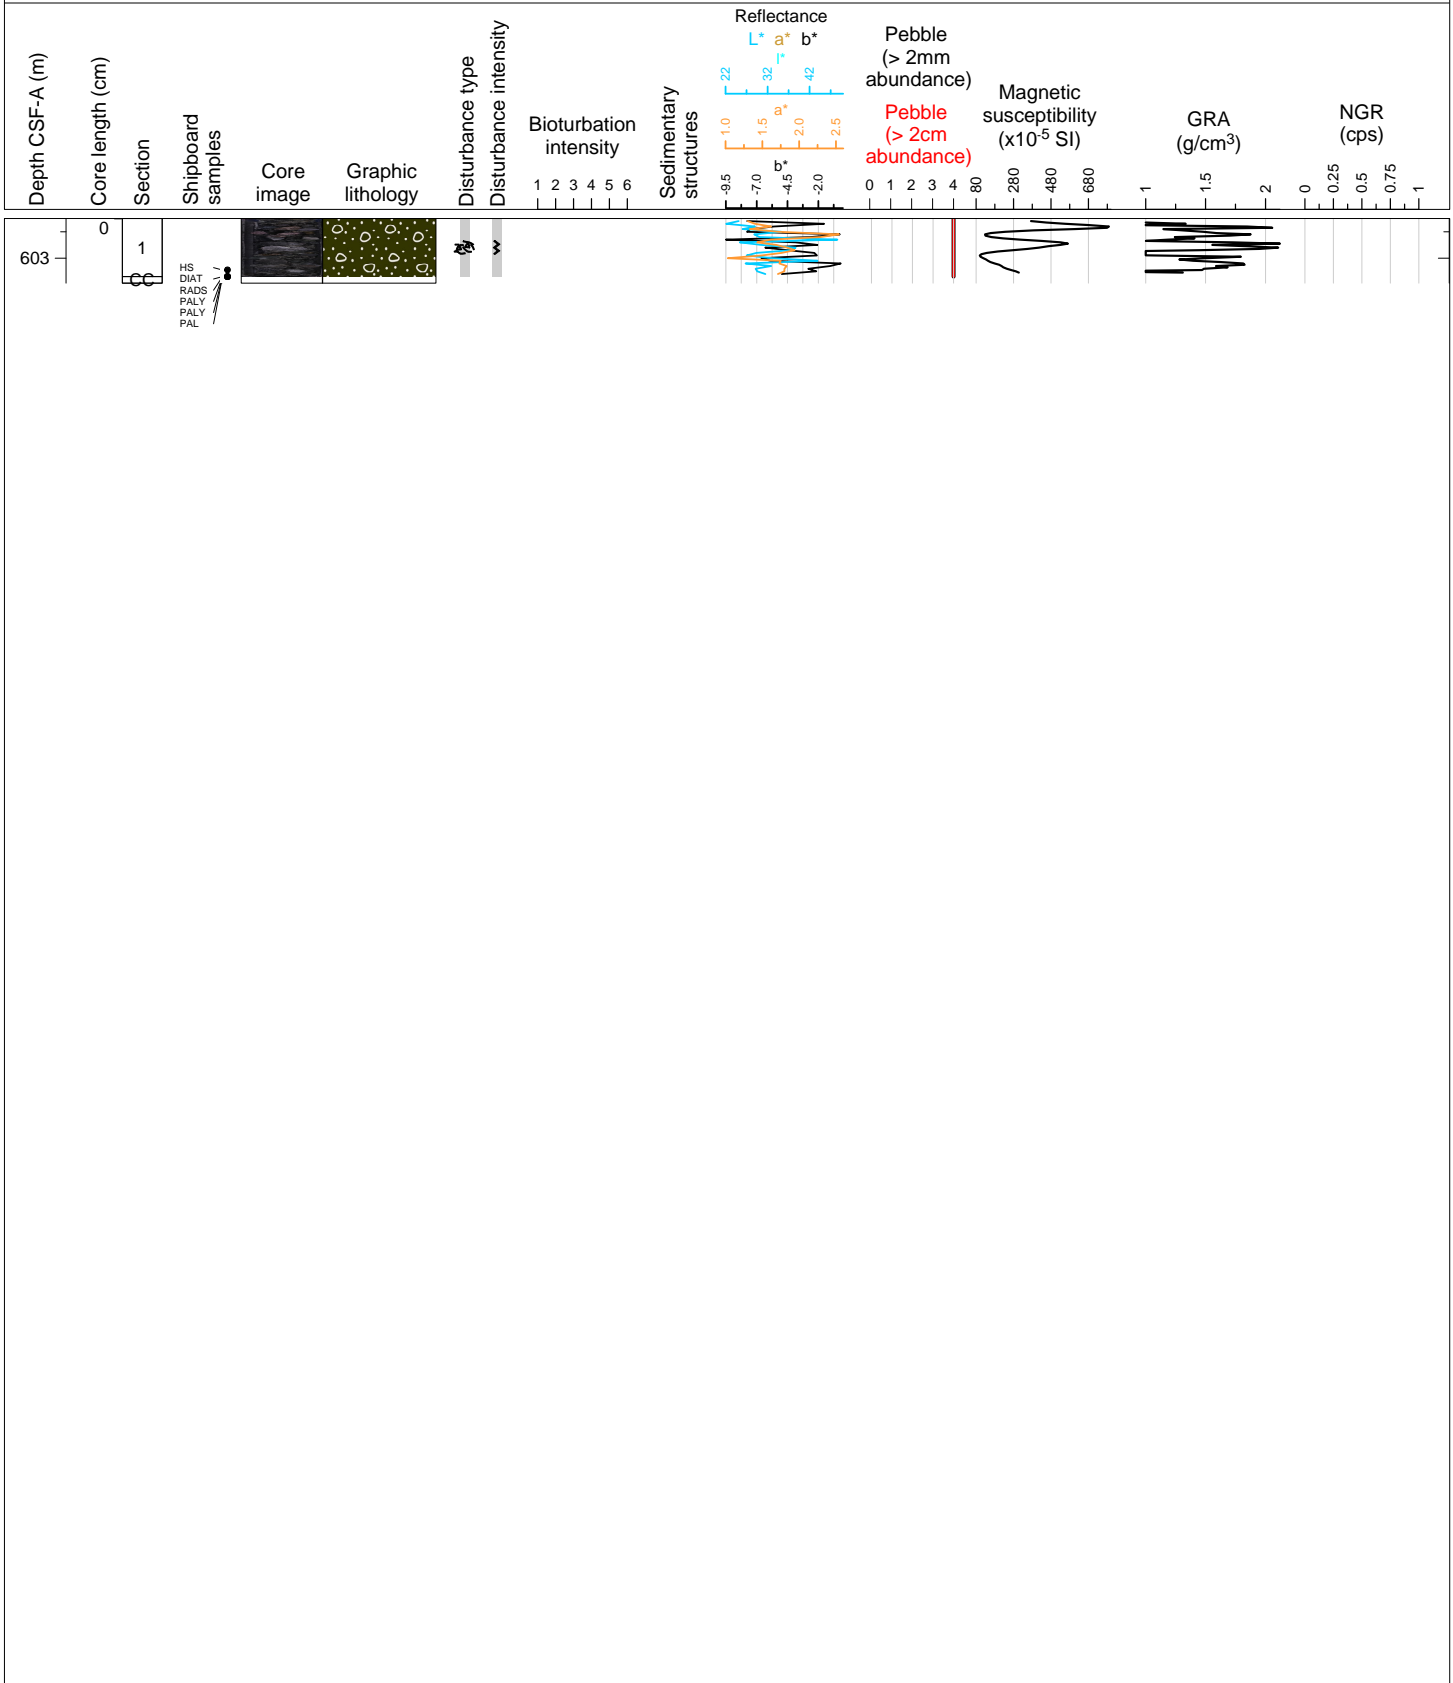 Depth CSF-A (m)
Core length (cm)
Section
Shipboard
samples
Core
image
Graphic
lithology
Disturbance type
Disturbance intensity
Bioturbation
intensity
1 2 3 4 5 6
Sedimentary
structures
Reflectance
L* a* b*
l*
22 32 42
a*
1.0 1.5 2.0 2.5
b*
-9.5 -7.0 -4.5 -2.0
Pebble
(> 2mm
abundance)
Pebble
(> 2cm
abundance)
0 1 2 3 4
Magnetic
susceptibility
(x10-5 SI)
80 280 480 680
GRA
(g/cm3)
1 1.5 2
NGR
(cps)
0 0.25 0.5 0.75 1
0
603
1
CC
HS
DIAT
RADS
PALY
PALY
PAL